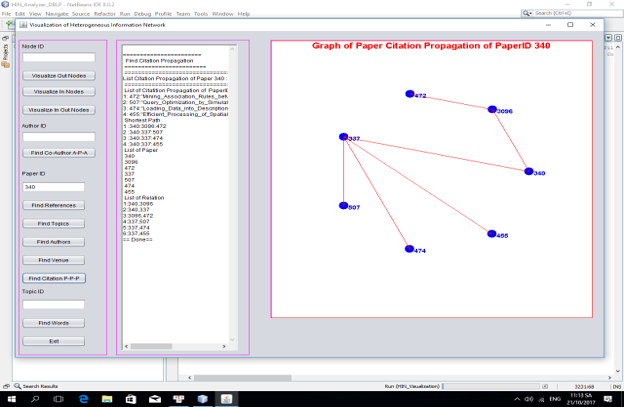 HIN_Analyzer_DBLP - NetBeans IDE 8.0.2
File Edit View Navigate Source Refactor Run Debug Profile Team Tools Window Help
Search (Ctrl+I)
Visualization of Heterogeneous Information Network
Projects
Node ID
Visualize Out Nodes
Visualize In Nodes
Visualize In Out Nodes
Author ID
Find Co-Author A-P-A
Paper ID
340
Find References
Find Topics
Find Authors
Find Venue
Find Citation P-P-P
Topic ID
Find Words
Exit
========================
Find Citation Propagation
========================
List Citation Propagation of Paper 340
List of Citatition Propagation of PaperI
1: 472:"Mining_Association_Rules_bet
2: 507:"Query_Optimization_by_Simulat
3: 474:"Loading_Data_into_Description
4: 455:"Efficient_Processing_of_Spatial
Shortest Path
1 :340:3096:472
2 :340:337:507
3 :340:337:474
4 :340:337:455
List of Paper
340
3096
472
337
507
474
455
List of Relation
1:340,3096
2:340,337
3:3096,472
4:337,507
5:337,474
6:337,455
== Done==
Graph of Paper Citation Propagation of PaperID 340
472
3096
337
340
507
455
474
Search Results
Run (HIN_Visualization)
3231:68
INS
ENG
11:13 SA
21/10/2017